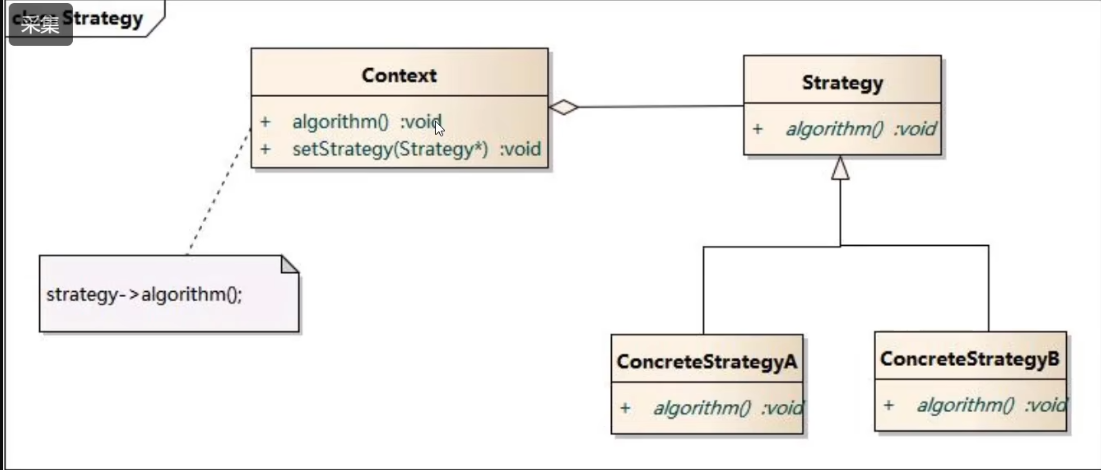 Strategy
采集
Context
+ algorithm() :void
+ setStrategy(Strategy*) :void
Strategy
+ algorithm() :void
strategy->algorithm();
ConcreteStrategyA
+ algorithm() :void
ConcreteStrategyB
+ algorithm() :void